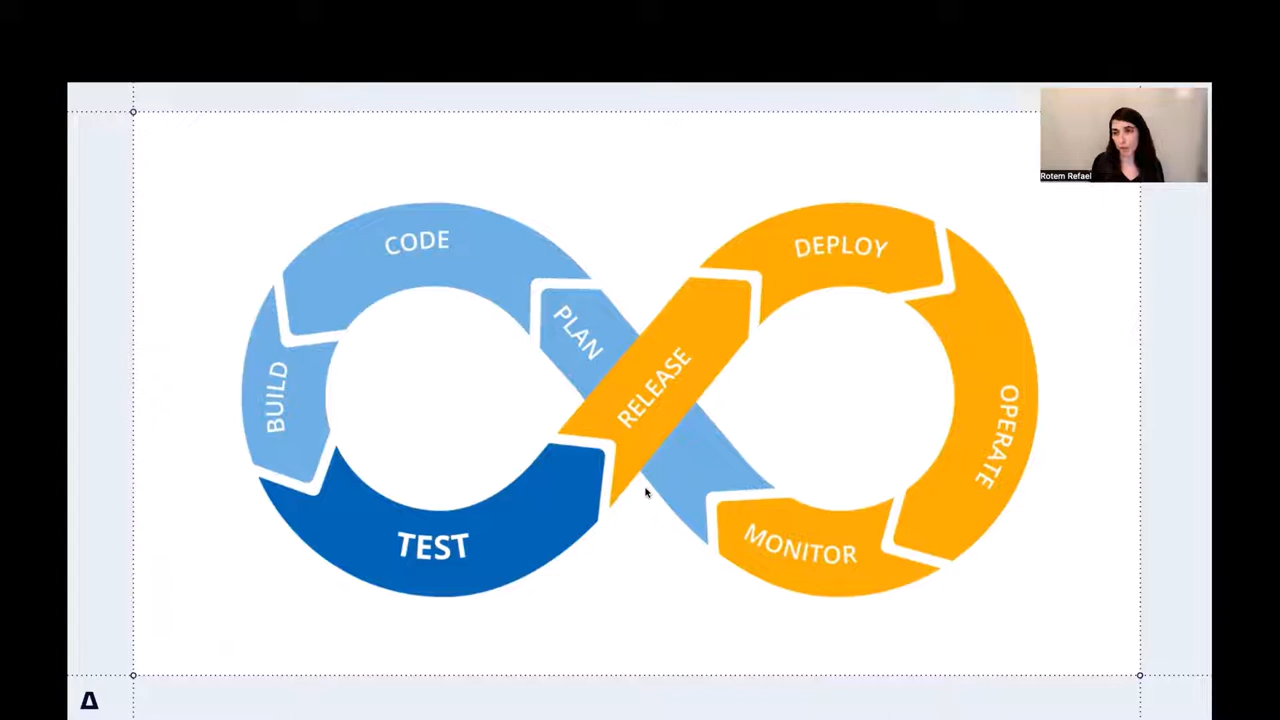 Rotem Refael
CODE
DEPLOY
PLAN
BUILD
RELEASE
OPERATE
TEST
MONITOR